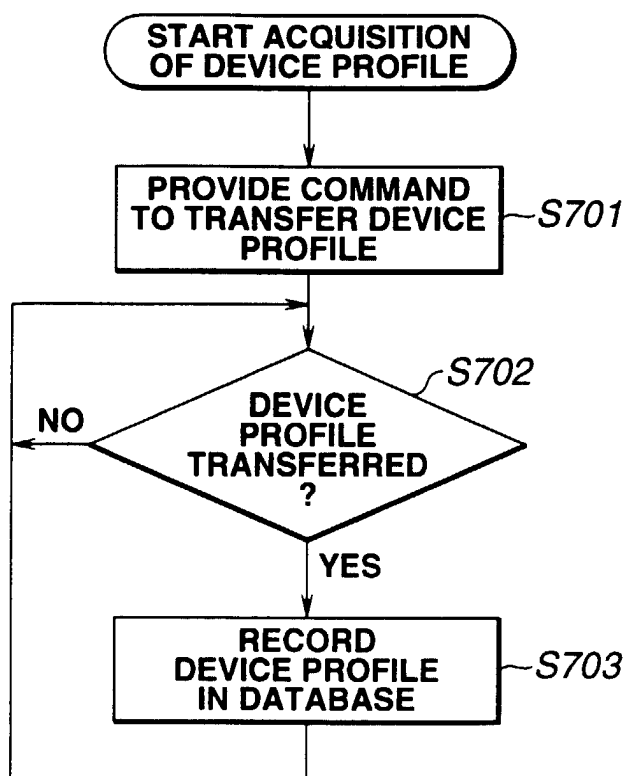 START ACQUISITION
OF DEVICE PROFILE
PROVIDE COMMAND
TO TRANSFER DEVICE
PROFILE
S701
S702
NO
DEVICE
PROFILE
TRANSFERRED
?
YES
RECORD
DEVICE PROFILE
IN DATABASE
S703